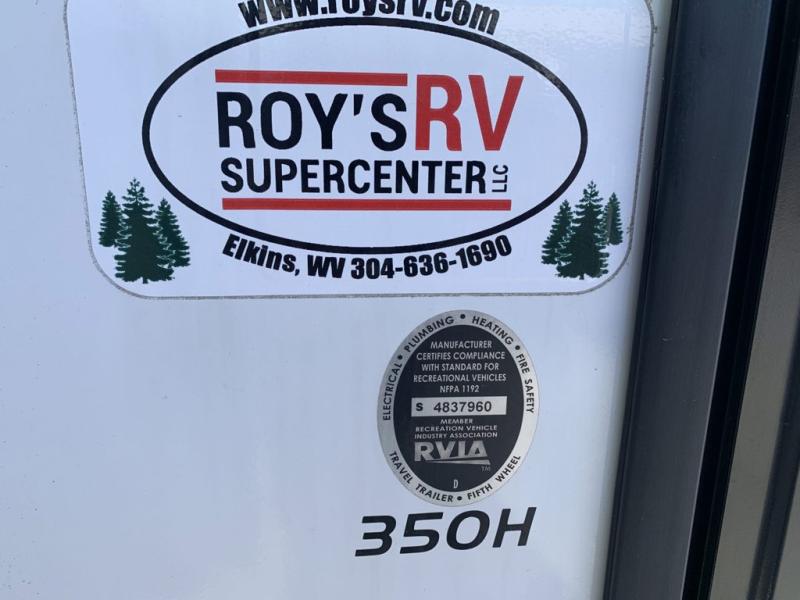 www.roysrv.com
ROY'S RV
SUPERCENTER LLC
Elkins, WV 304-636-1690
ELECTRICAL • PLUMBING • HEATING • FIRE SAFETY
MANUFACTURER
CERTIFIES COMPLIANCE
WITH STANDARD FOR
RECREATIONAL VEHICLES
NFPA 1192
S 4837960
MEMBER
RECREATION VEHICLE
INDUSTRY ASSOCIATION
RVIA
TM
D
TRAVEL TRAILER • FIFTH WHEEL
350H